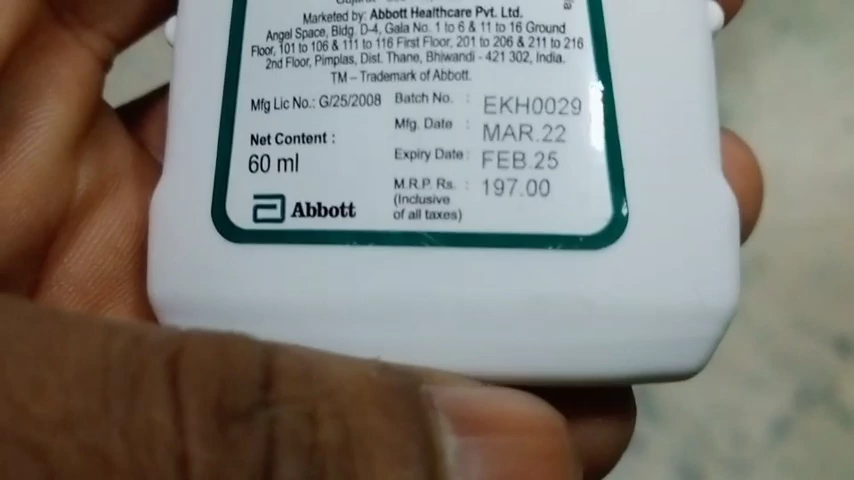 Marketed by: Abbott Healthcare Pvt. Ltd.
Angel Space, Bldg. D-4, Gala No. 1 to 6 & 11 to 16 Ground
Floor, 101 to 106 & 111 to 116 First Floor, 201 to 206 & 211 to 216
2nd Floor, Pimplas, Dist. Thane, Bhiwandi - 421 302, India.
TM – Trademark of Abbott.
Mfg Lic No.: G/25/2008 Batch No. : EKH0029
Mfg. Date : MAR.22
Net Content :
60 ml
Expiry Date : FEB.25
M.R.P. Rs. : 197.00
(Inclusive
of all taxes)
Abbott